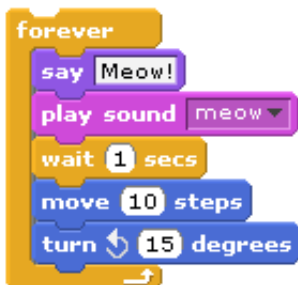 forever
say Meow!
play sound meow
wait 1 secs
move 10 steps
turn 15 degrees